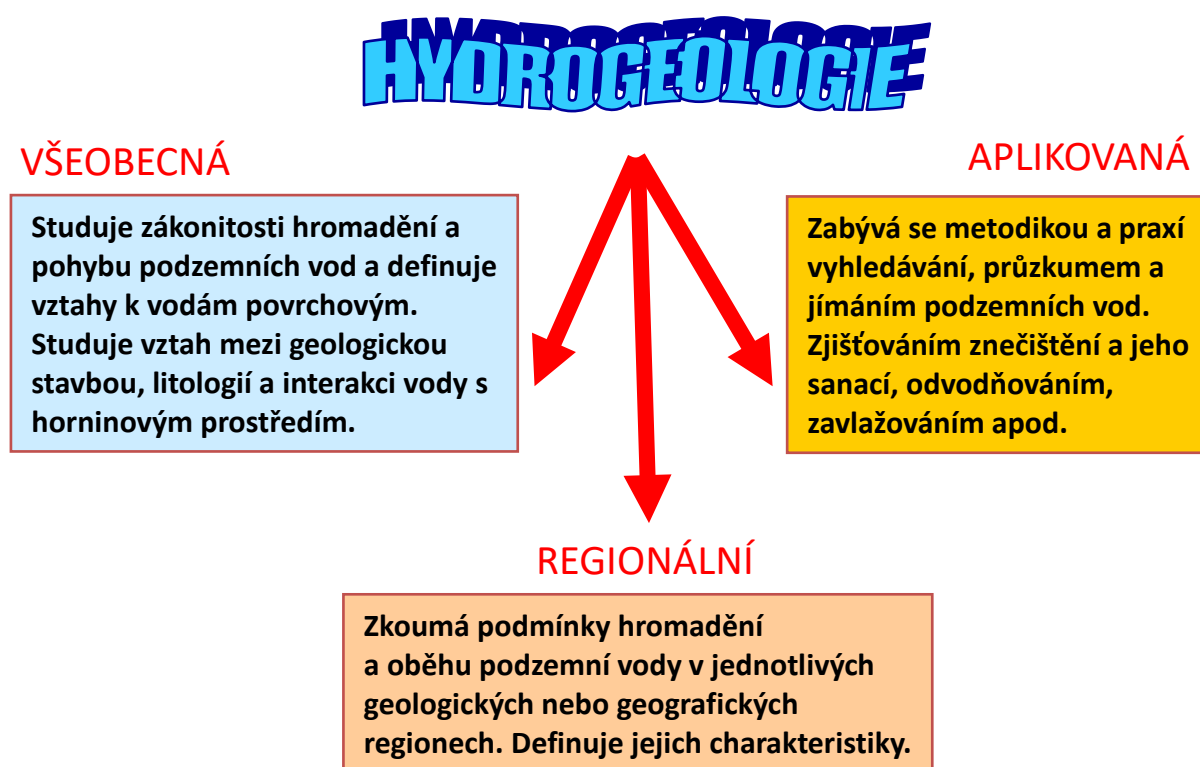 HYDROGEOLOGIE
VŠEOBECNÁ
Studuje zákonitosti hromadění a
pohybu podzemních vod a definuje
vztahy k vodám povrchovým.
Studuje vztah mezi geologickou
stavbou, litologií a interakci vody s
horninovým prostředím.
APLIKOVANÁ
Zabývá se metodikou a praxí
vyhledávání, průzkumem a
jímáním podzemních vod.
Zjišťováním znečištění a jeho
sanací, odvodňováním,
zavlažováním apod.
REGIONÁLNÍ
Zkoumá podmínky hromadění
a oběhu podzemní vody v jednotlivých
geologických nebo geografických
regionech. Definuje jejich charakteristiky.